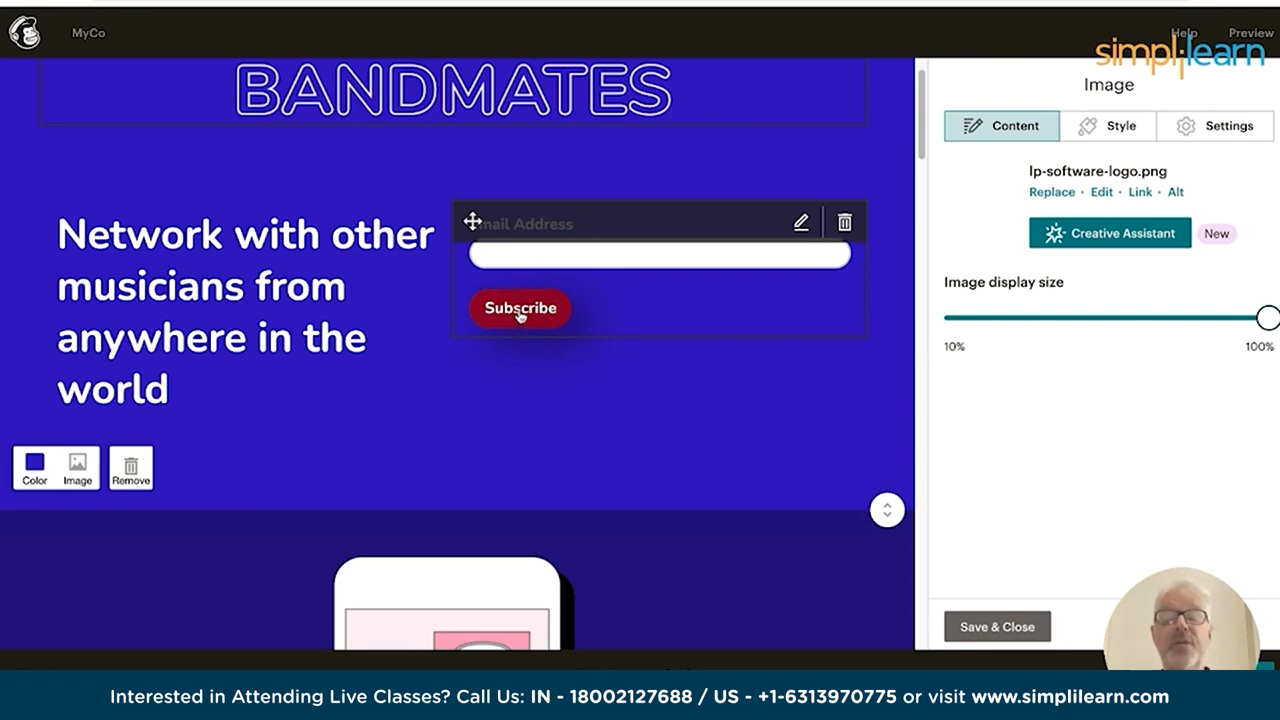 MyCo
Help
Preview
simplilearn
BANDMATES
Image
Content
Style
Settings
lp-software-logo.png
Replace · Edit · Link · Alt
Creative Assistant
New
Image display size
10%
100%
Network with other
musicians from
anywhere in the
world
Email Address
Subscribe
Color
Image
Remove
Save & Close
Interested in Attending Live Classes? Call Us: IN - 18002127688 / US - +1-6313970775 or visit www.simplilearn.com